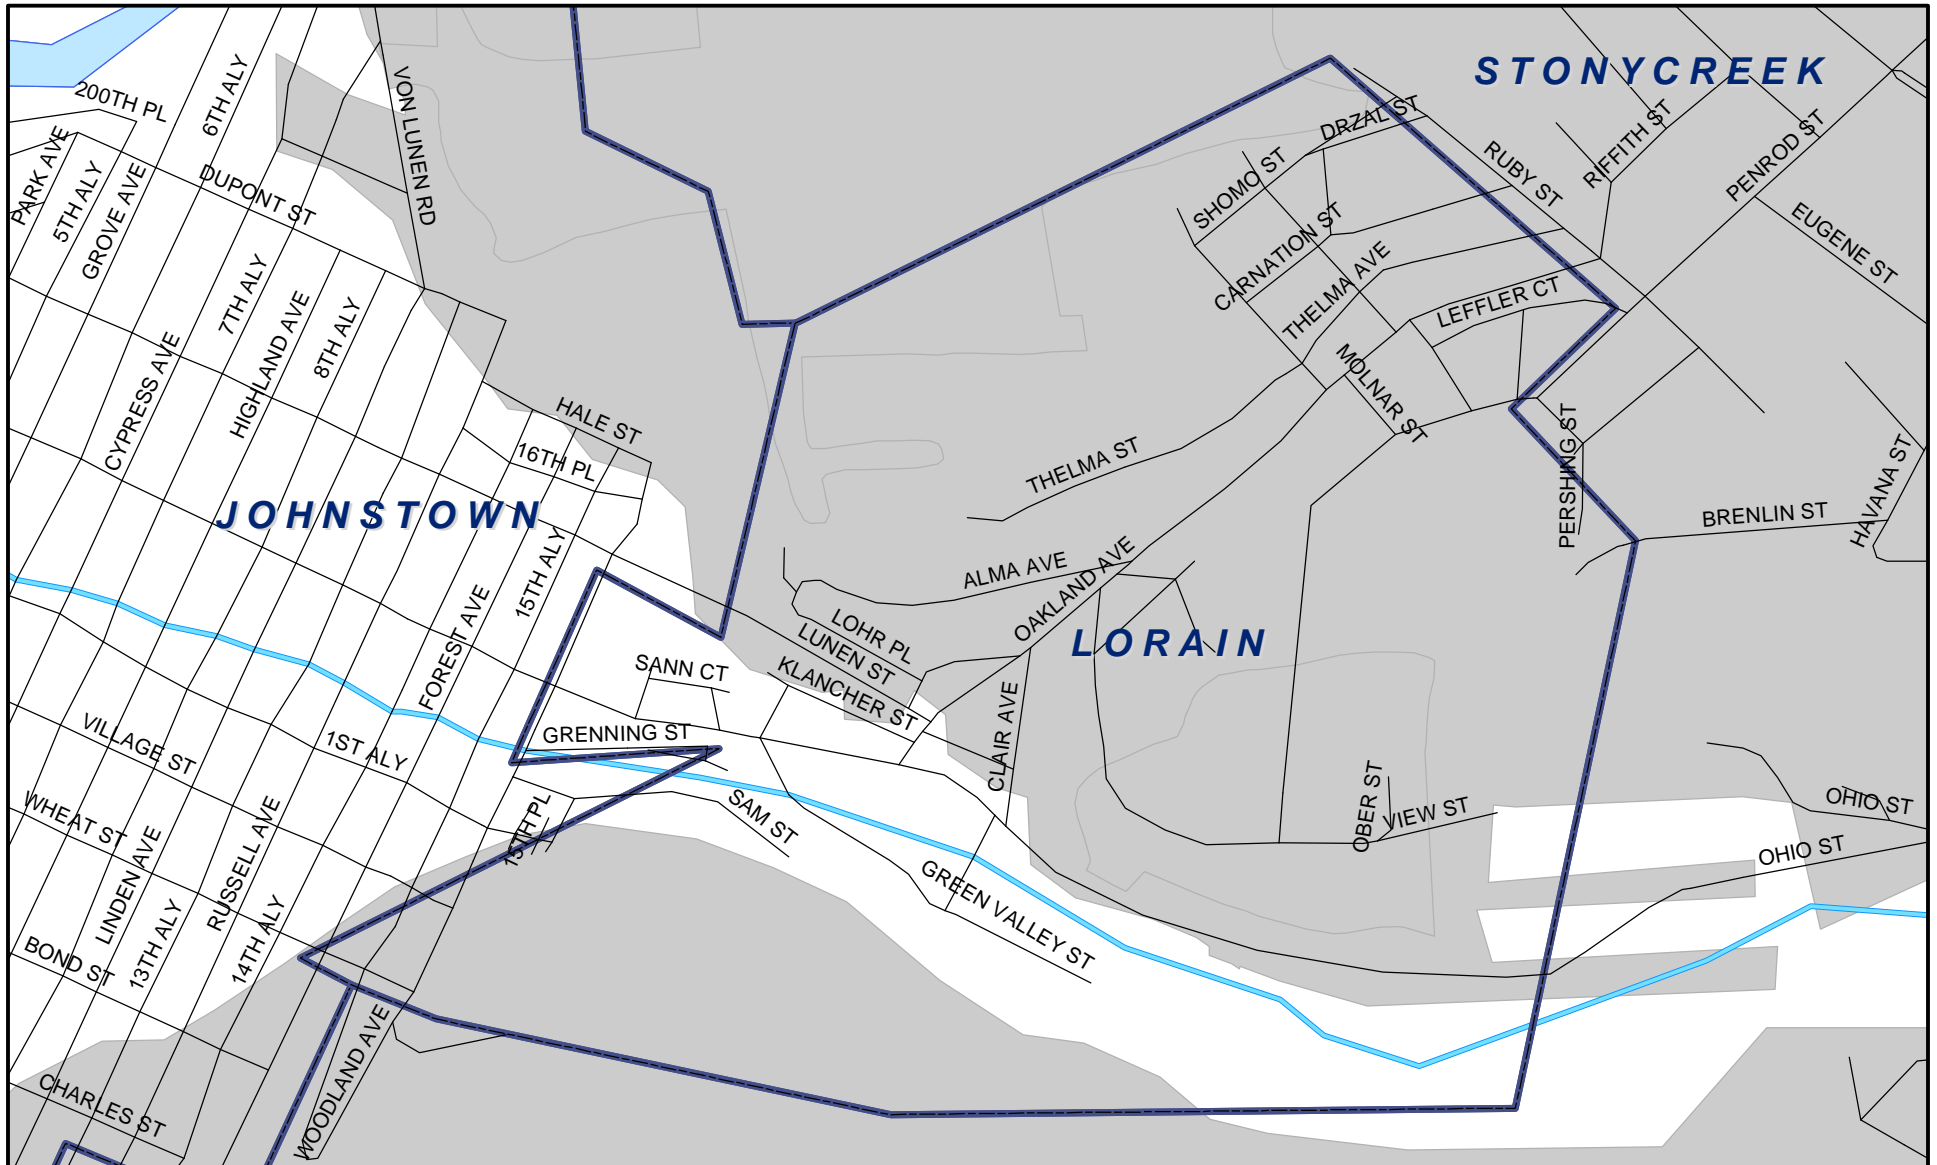 STONYCREEK
200TH PL
6TH ALY
VON LUNEN RD
DRZAL ST
RUBY ST
RIFFITH ST
PENROD ST
PARK AVE
5TH ALY
GROVE AVE
DUPONT ST
SHOMO ST
CARNATION ST
THELMA AVE
EUGENE ST
7TH ALY
HIGHLAND AVE
8TH ALY
LEFFLER CT
CYPRESS AVE
MOLNAR ST
HALE ST
16TH PL
THELMA ST
PERSHING ST
HAVANA ST
BRENLIN ST
JOHNSTOWN
15TH ALY
ALMA AVE
OAKLAND AVE
FOREST AVE
LOHR PL
LUNEN ST
KLANCHER ST
LORAIN
SANN CT
GRENNING ST
CLAIR AVE
VILLAGE ST
1ST ALY
WHEAT ST
15TH PL
SAM ST
OBER ST
VIEW ST
OHIO ST
OHIO ST
LINDEN AVE
RUSSELL AVE
GREEN VALLEY ST
BOND ST
13TH ALY
14TH ALY
WOODLAND AVE
CHARLES ST